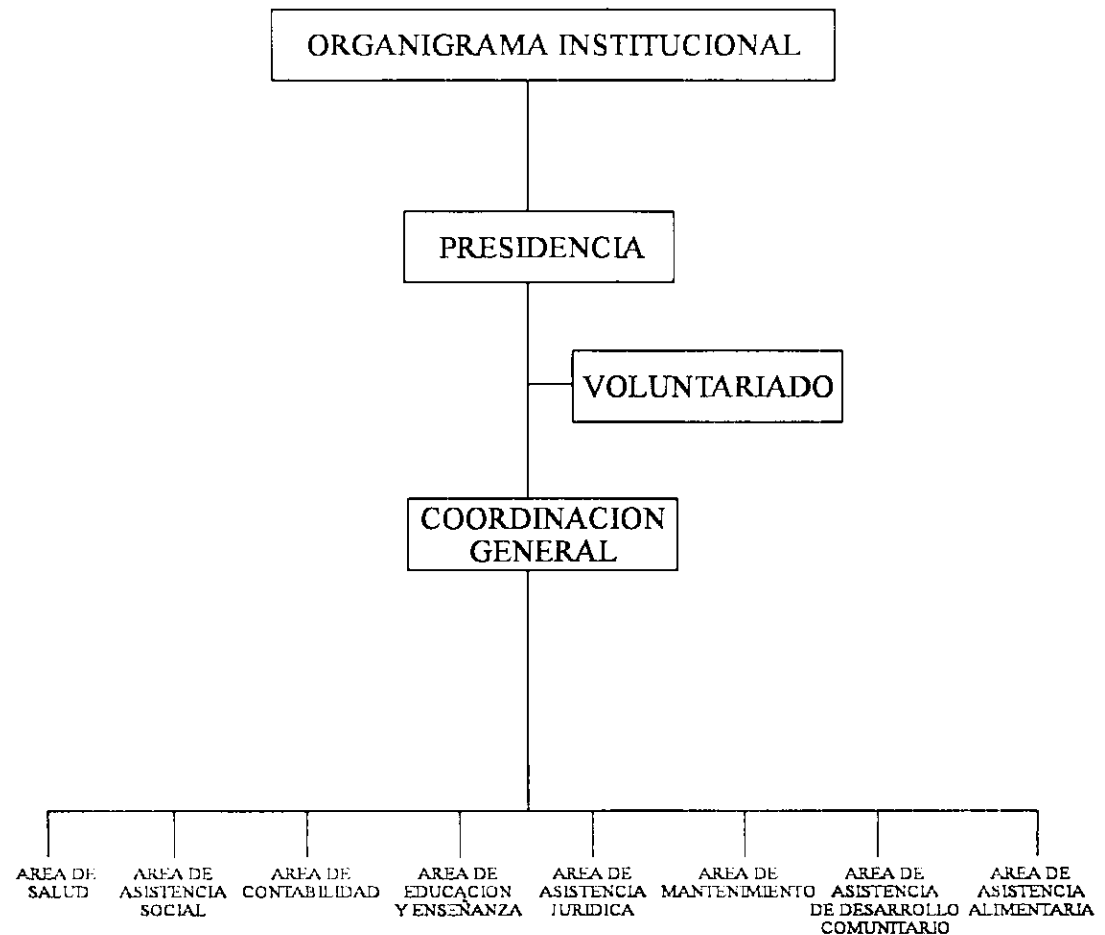 ORGANIGRAMA INSTITUCIONAL
PRESIDENCIA
VOLUNTARIADO
COORDINACION
GENERAL
AREA DE
SALUD
AREA DE
ASISTENCIA
SOCIAL
AREA DE
CONTABILIDAD
AREA DE
EDUCACION
Y ENSEÑANZA
AREA DE
ASISTENCIA
JURIDICA
AREA DE
MANTENIMIENTO
AREA DE
ASISTENCIA
DE DESARROLLO
COMUNITARIO
AREA DE
ASISTENCIA
ALIMENTARIA